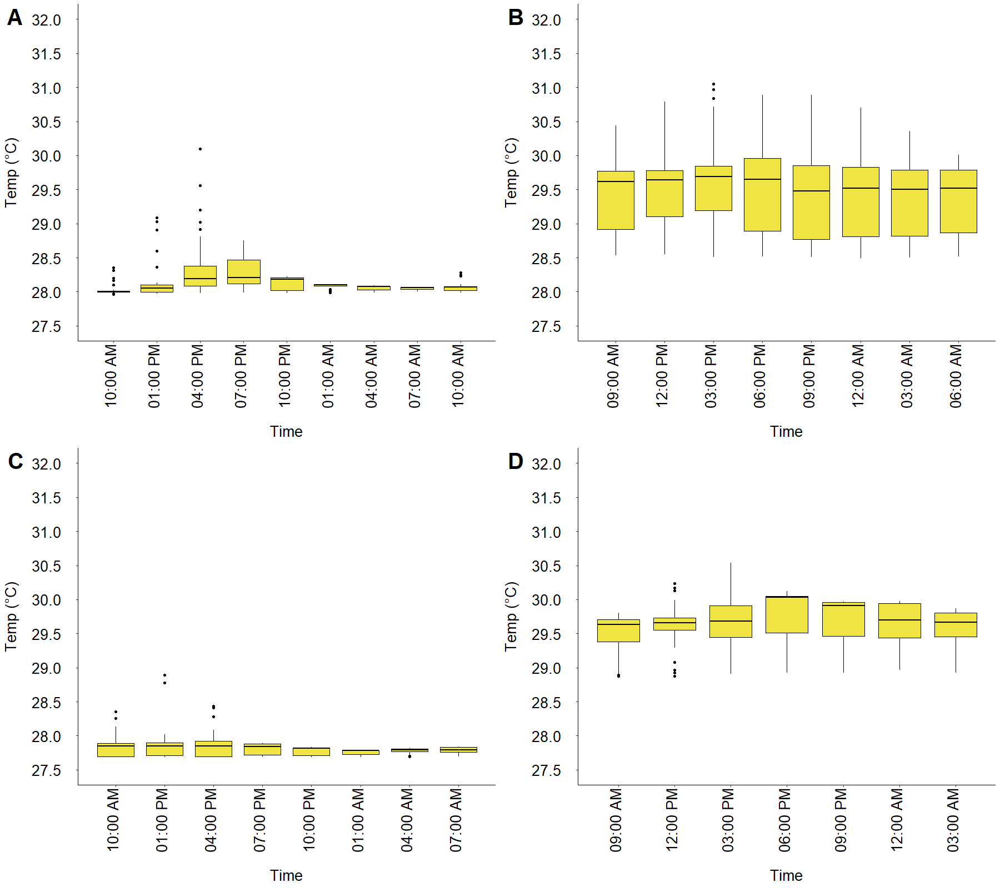 A
32.0
31.5
31.0
30.5
30.0
29.5
29.0
28.5
28.0
27.5
Temp (°C)
10:00 AM
01:00 PM
04:00 PM
07:00 PM
10:00 PM
01:00 AM
04:00 AM
07:00 AM
10:00 AM
Time
B
32.0
31.5
31.0
30.5
30.0
29.5
29.0
28.5
28.0
27.5
Temp (°C)
09:00 AM
12:00 PM
03:00 PM
06:00 PM
09:00 PM
12:00 AM
03:00 AM
06:00 AM
Time
C
32.0
31.5
31.0
30.5
30.0
29.5
29.0
28.5
28.0
27.5
Temp (°C)
10:00 AM
01:00 PM
04:00 PM
07:00 PM
10:00 PM
01:00 AM
04:00 AM
07:00 AM
Time
D
32.0
31.5
31.0
30.5
30.0
29.5
29.0
28.5
28.0
27.5
Temp (°C)
09:00 AM
12:00 PM
03:00 PM
06:00 PM
09:00 PM
12:00 AM
03:00 AM
Time